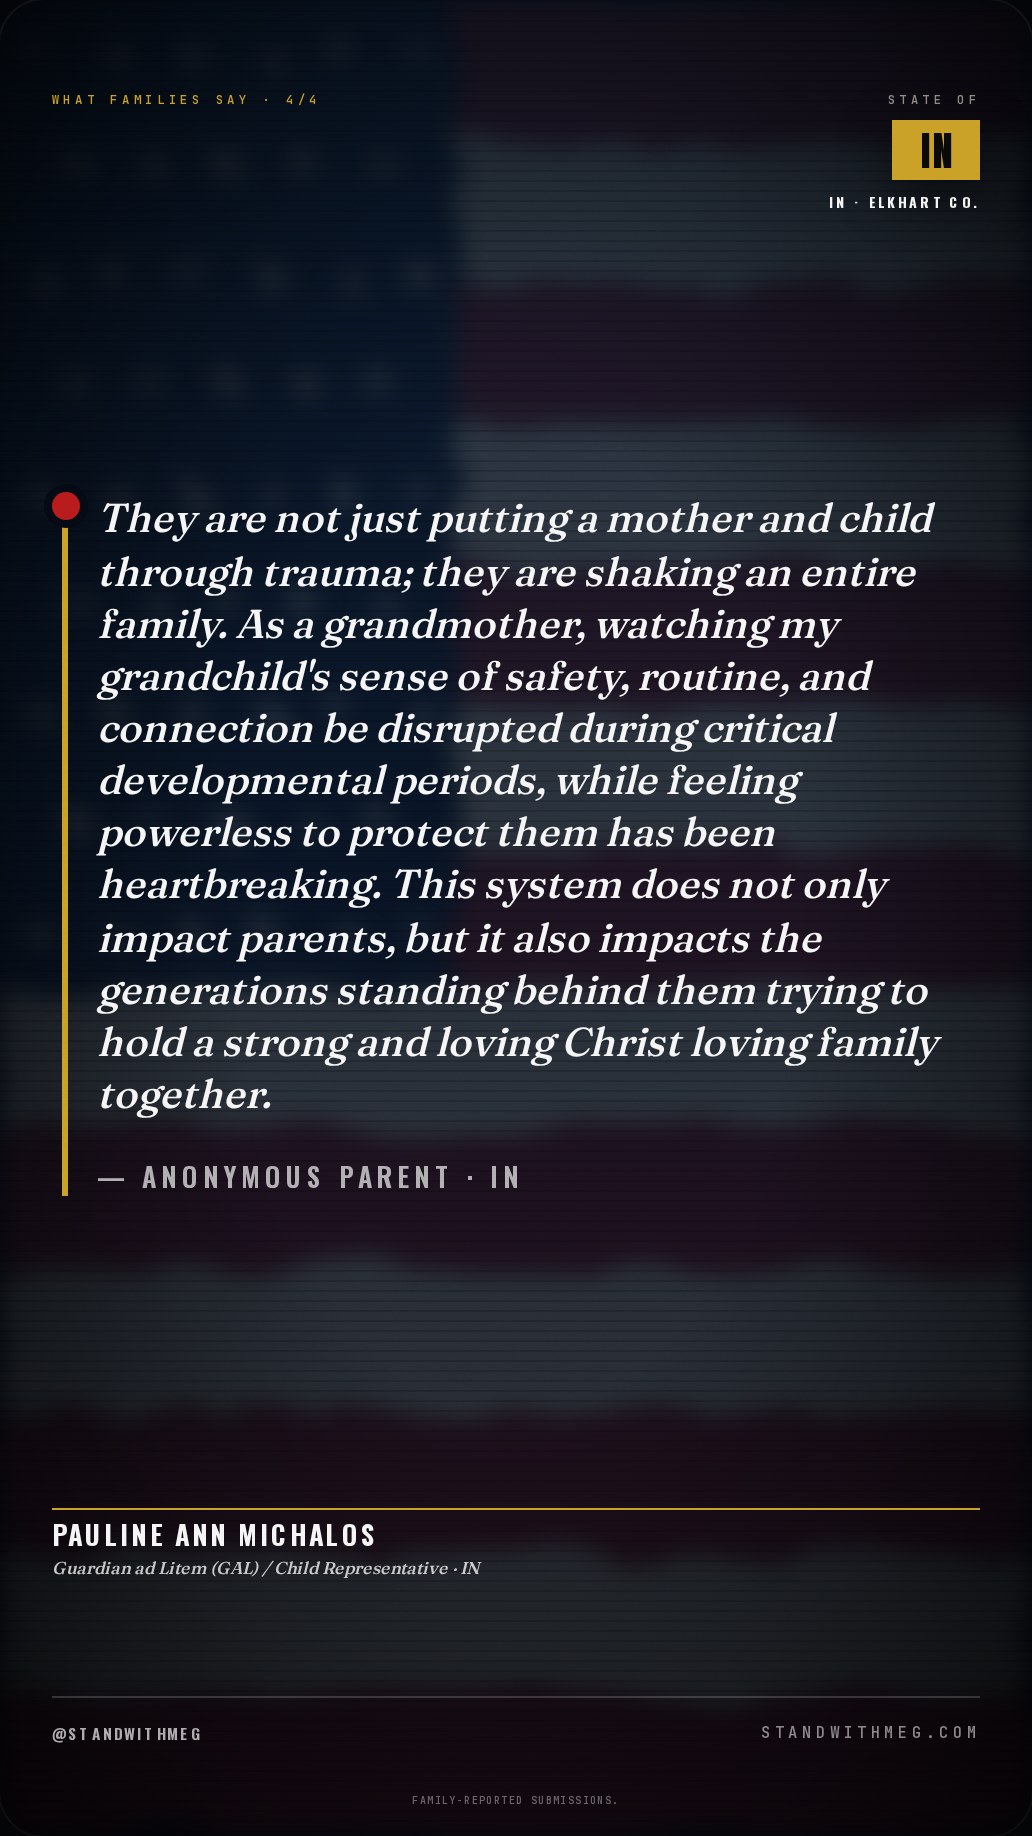 WHAT FAMILIES SAY · 4/4
STATE OF
IN
IN · ELKHART CO.
They are not just putting a mother and child
through trauma; they are shaking an entire
family. As a grandmother, watching my
grandchild's sense of safety, routine, and
connection be disrupted during critical
developmental periods, while feeling
powerless to protect them has been
heartbreaking. This system does not only
impact parents, but it also impacts the
generations standing behind them trying to
hold a strong and loving Christ loving family
together.
— ANONYMOUS PARENT · IN
PAULINE ANN MICHALOS
Guardian ad Litem (GAL) / Child Representative · IN
@STANDWITHMEG
STANDWITHMEG.COM
FAMILY-REPORTED SUBMISSIONS.